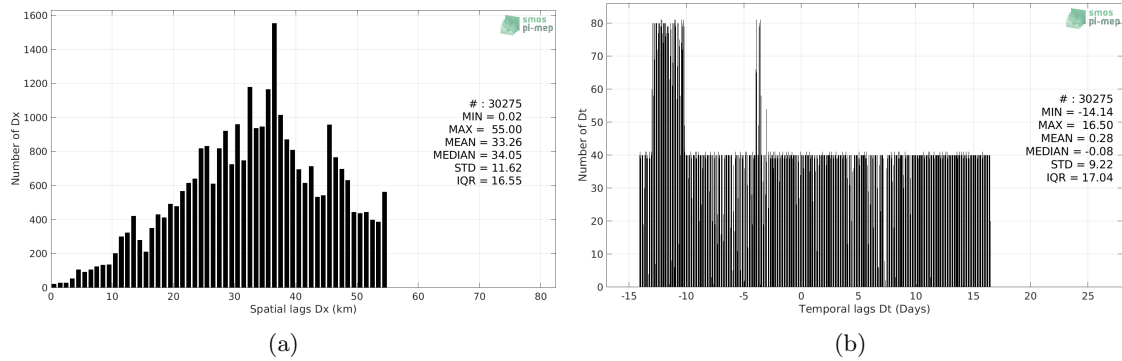 1600
1400
1200
1000
800
600
400
200
0
Number of Dx
0 10 20 30 40 50 60 70 80
Spatial lags Dx (km)
smos
pi-mep
# : 30275
MIN = 0.02
MAX = 55.00
MEAN = 33.26
MEDIAN = 34.05
STD = 11.62
IQR = 16.55
(a)
80
70
60
50
40
30
20
10
0
Number of Dt
-15 -10 -5 0 5 10 15 20 25
Temporal lags Dt (Days)
smos
pi-mep
# : 30275
MIN = -14.14
MAX = 16.50
MEAN = 0.28
MEDIAN = -0.08
STD = 9.22
IQR = 17.04
(b)